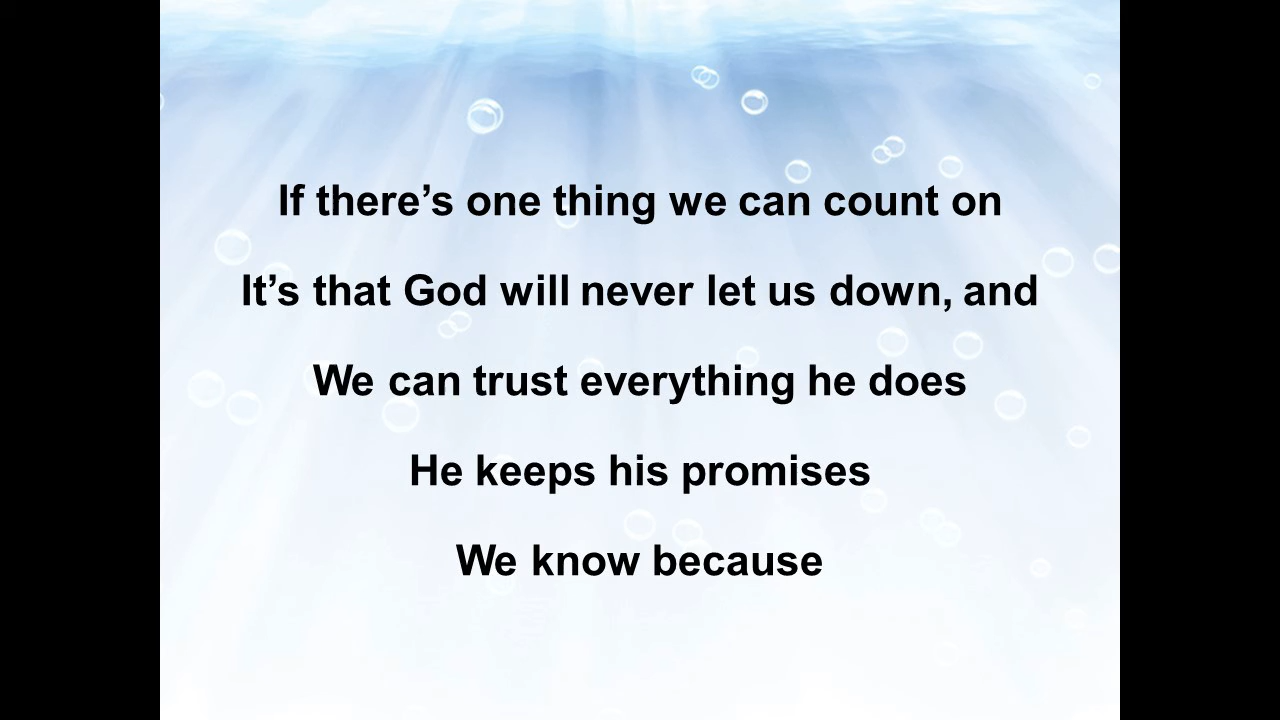 If there’s one thing we can count on
It’s that God will never let us down, and
We can trust everything he does
He keeps his promises
We know because